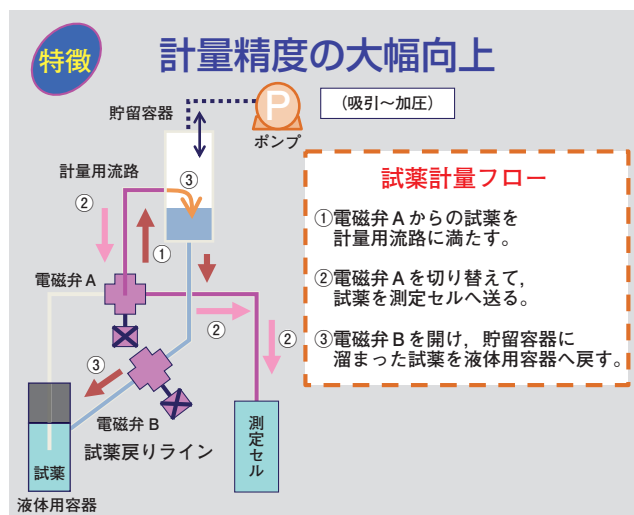 特徴
計量精度の大幅向上
貯留容器
P
ポンプ
(吸引～加圧)
計量用流路
③
②
①
電磁弁A
②
②
③
電磁弁B
試薬戻りライン
試薬
液体用容器
測定セル
試薬計量フロー
①電磁弁Aからの試薬を
計量用流路に満たす。
②電磁弁Aを切り替えて，
試薬を測定セルへ送る。
③電磁弁Bを開け，貯留容器に
溜まった試薬を液体用容器へ戻す。